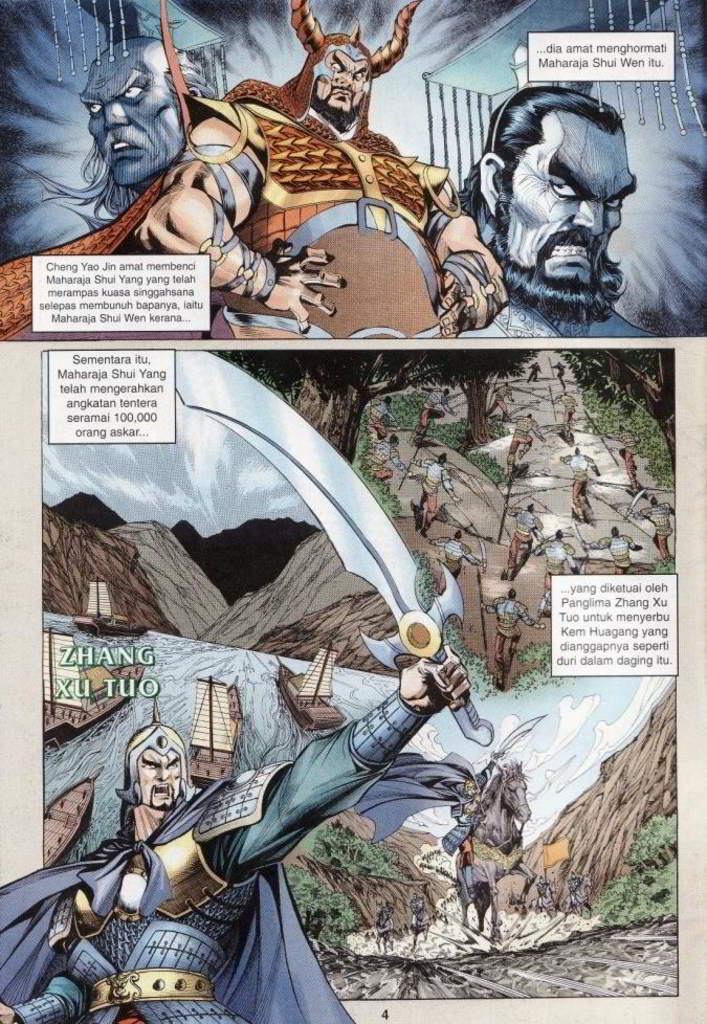 Cheng Yao Jin amat membenci
Maharaja Shui Yang yang telah
merampas kuasa singgahsana
selepas membunuh bapanya, iaitu
Maharaja Shui Wen kerana...
...dia amat menghormati
Maharaja Shui Wen itu.
Sementara itu,
Maharaja Shui Yang
telah mengerahkan
angkatan tentera
seramai 100,000
orang askar...
...yang diketuai oleh
Panglima Zhang Xu
Tuo untuk menyerbu
Kem Huagang yang
dianggap seperti
duri dalam daging itu.
ZHANG
XU TUO
4